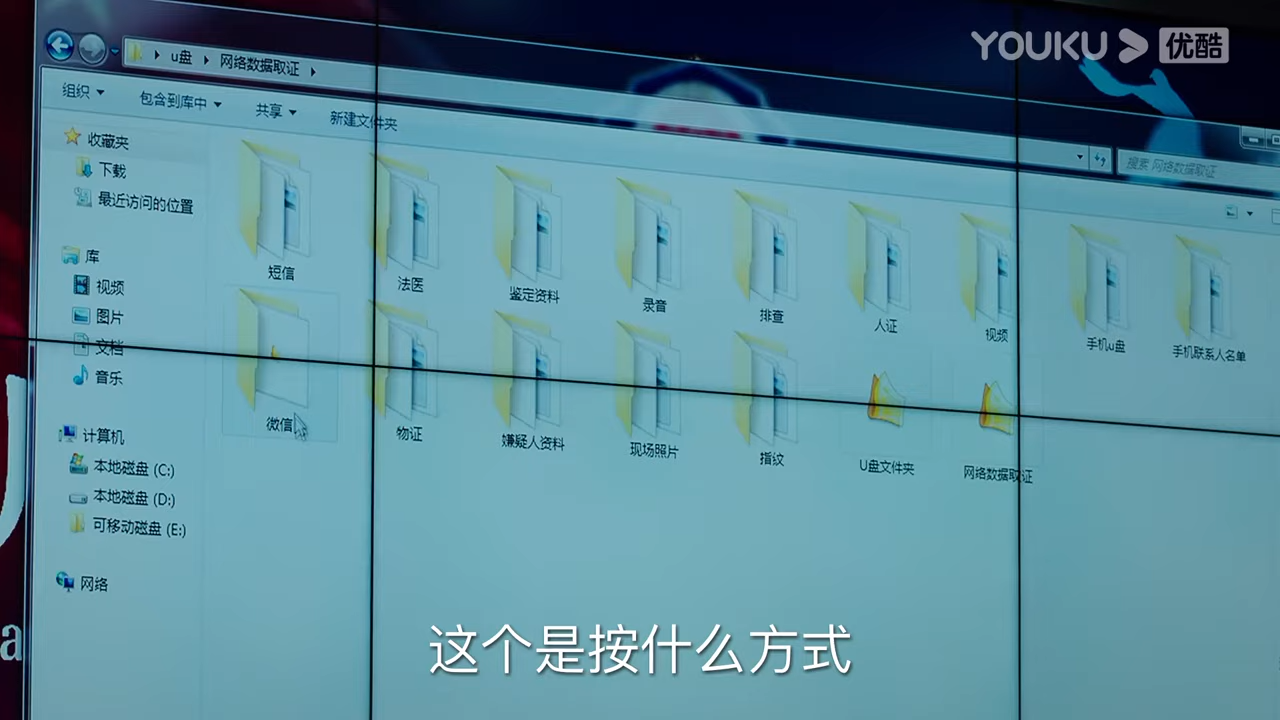 YOUKU 优酷
u盘 网络数据取证
组织 包含到库中 共享 新建文件夹
搜索 网络数据取证
收藏夹
下载
最近访问的位置
库
视频
图片
文档
音乐
计算机
本地磁盘 (C:)
本地磁盘 (D:)
可移动磁盘 (E:)
网络
短信 法医 鉴定资料 录音 排查 人证 视频 手机u盘 手机联系人名单
微信 物证 嫌疑人资料 现场照片 指纹 U盘文件夹 网络数据取证
a
这个是按什么方式